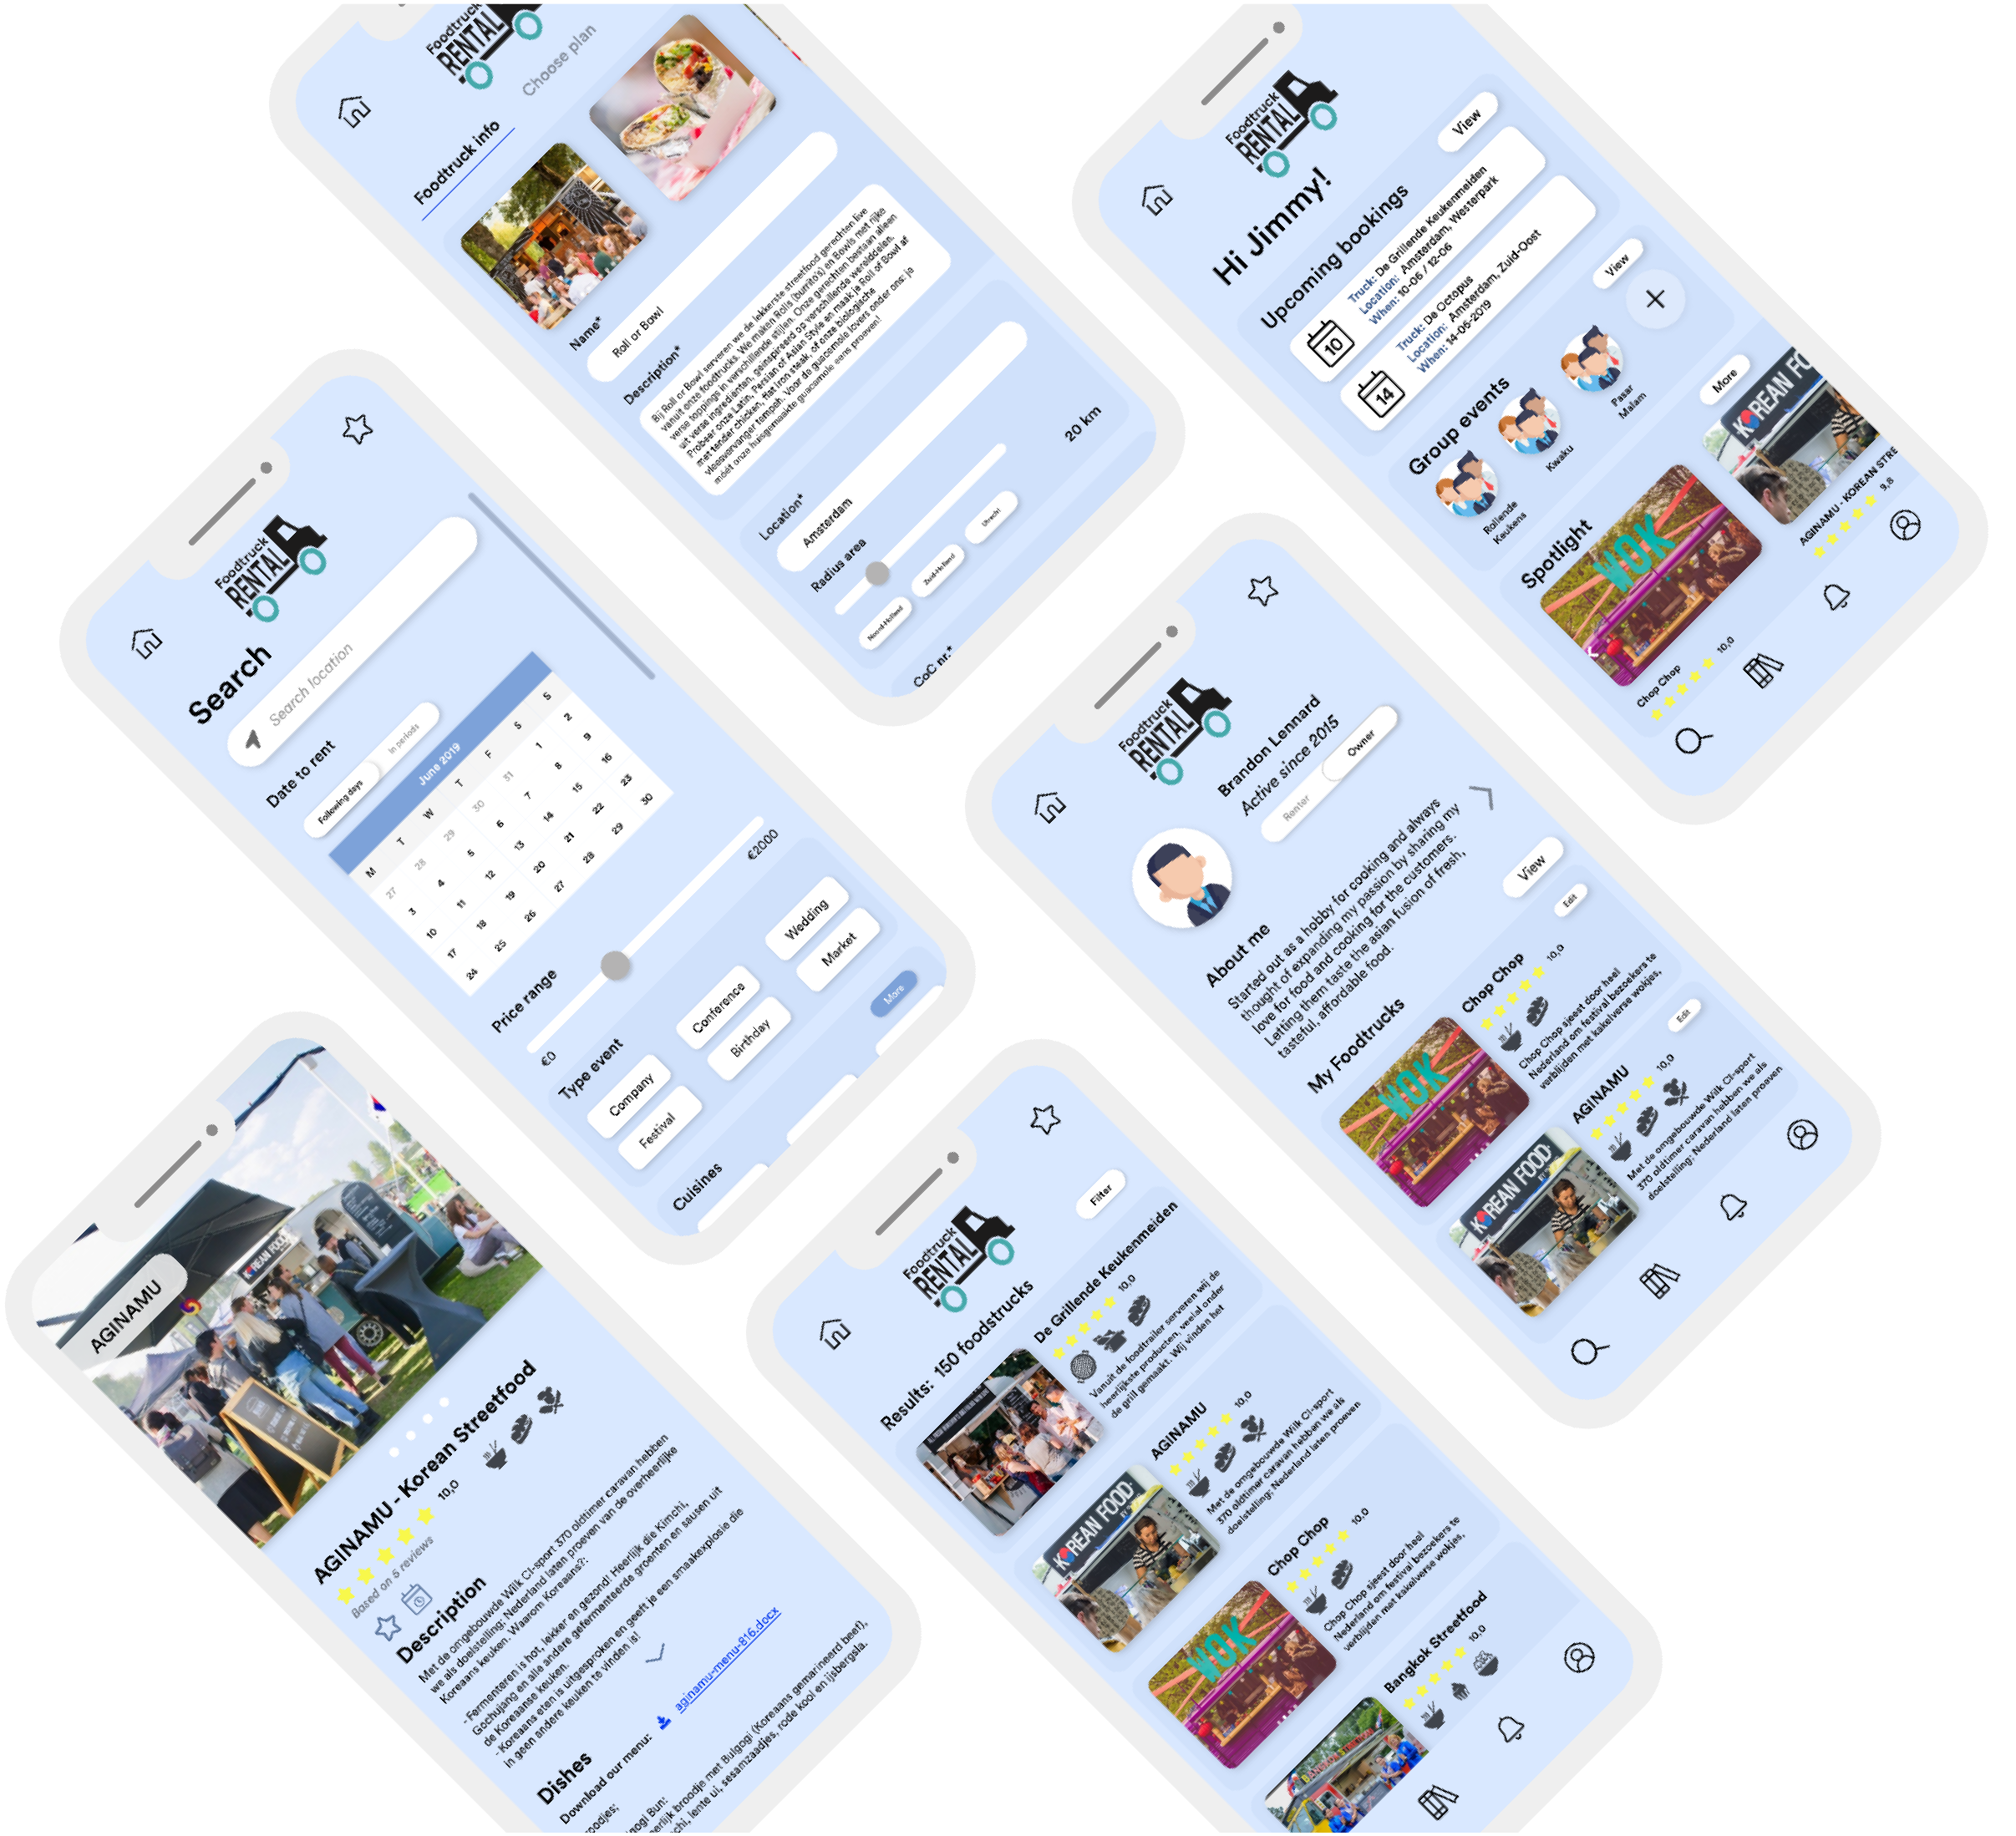 Foodtruck
RENTAL
Foodtruck info
Choose plan
Name*
Roll or Bowl
Description*
Bij Roll or Bowl serveren we de lekkerste streetfood gerechten live
vanuit onze foodtrucks. We maken Rolls (burrito's) en Bowls met rijke
verse toppings in verschillende stijlen. Onze gerechten bestaan alleen
uit verse ingrediënten, geïnspireerd op verschillende werelddelen.
Probeer onze Latin, Persian of Asian Style en maak je Roll of Bowl af
met tender chicken, flat iron steak, of onze biologische
vleesvervanger tempeh. Voor de guacamole lovers onder ons: je
móét onze huisgemaakte guacamole eens proeven!
Location*
Amsterdam
Radius area
20 km
Noord-Holland
Zuid-Holland
Utrecht
CoC nr.*
Foodtruck
RENTAL
Hi Jimmy!
Upcoming bookings
View
10
Truck: De Grillende Keukenmeiden
Location: Amsterdam, Westerpark
When: 10-06 / 12-06
14
Truck: De Octopus
Location: Amsterdam, Zuid-Oost
When: 14-06-2019
Group events
View
Rollende
Keukens
Kwaku
Pasar
Malam
Spotlight
More
WOK
KOREAN FO
Chop Chop
10,0
AGINAMU - KOREAN STRE
9,8
Foodtruck
RENTAL
Search
Search location
Date to rent
Following days
In periods
June 2019
M T W T F S S
27 28 29 30 31 1 2
3 4 5 6 7 8 9
10 11 12 13 14 15 16
17 18 19 20 21 22 23
24 25 26 27 28 29 30
Price range
€0
€2000
Type event
Company
Conference
Wedding
Festival
Birthday
Market
More
Cuisines
Foodtruck
RENTAL
Brandon Lennard
Active since 2015
Renter
Owner
About me
Started out as a hobby for cooking and always
thought of expanding my passion by sharing my
love for food and cooking for the customers.
Letting them taste the asian fusion of fresh,
tasteful, affordable food.
My Foodtrucks
View
WOK
Chop Chop
Edit
10,0
Chop Chop sjeest door heel
Nederland om festival bezoekers te
verblijden met kakelverse wokjes,
KOREAN FOOD
AGINAMU
Edit
10,0
Met de omgebouwde Wilk CI-sport
370 oldtimer caravan hebben we als
doelstelling; Nederland laten proeven
KOREAN FOOD
AGINAMU
AGINAMU - Korean Streetfood
10,0
Based on 6 reviews
Description
Met de omgebouwde Wilk CI-sport 370 oldtimer caravan hebben
we als doelstelling; Nederland laten proeven van de overheerlijke
Koreaans keuken. Waarom Koreaans?:
- Fermenteren is hot, lekker en gezond! Heerlijk die Kimchi,
Gochujang en alle andere gefermenteerde groenten en sausen uit
de Koreaanse keuken.
- Koreaans eten is uitgesproken en geeft je een smaakexplosie die
in geen andere keuken te vinden is!
Dishes
Download our menu:
aginamu-menu-816.docx
oodjes;
gogi Bun:
erlijk broodje met Bulgogi (Koreaans gemarineerd beef),
chi, lente ui, sesamzaadjes, rode kool en ijsbergsla.
Foodtruck
RENTAL
Filter
Results: 150 foodstrucks
De Grillende Keukenmeiden
10,0
Vanuit de foodtrailer serveren wij de
heerlijkste producten, veelal onder
de grill gemaakt. Wij vinden het
KOREAN FOOD
AGINAMU
10,0
Met de omgebouwde Wilk CI-sport
370 oldtimer caravan hebben we als
doelstelling; Nederland laten proeven
WOK
Chop Chop
10,0
Chop Chop sjeest door heel
Nederland om festival bezoekers te
verblijden met kakelverse wokjes,
Bangkok Streetfood
10,0